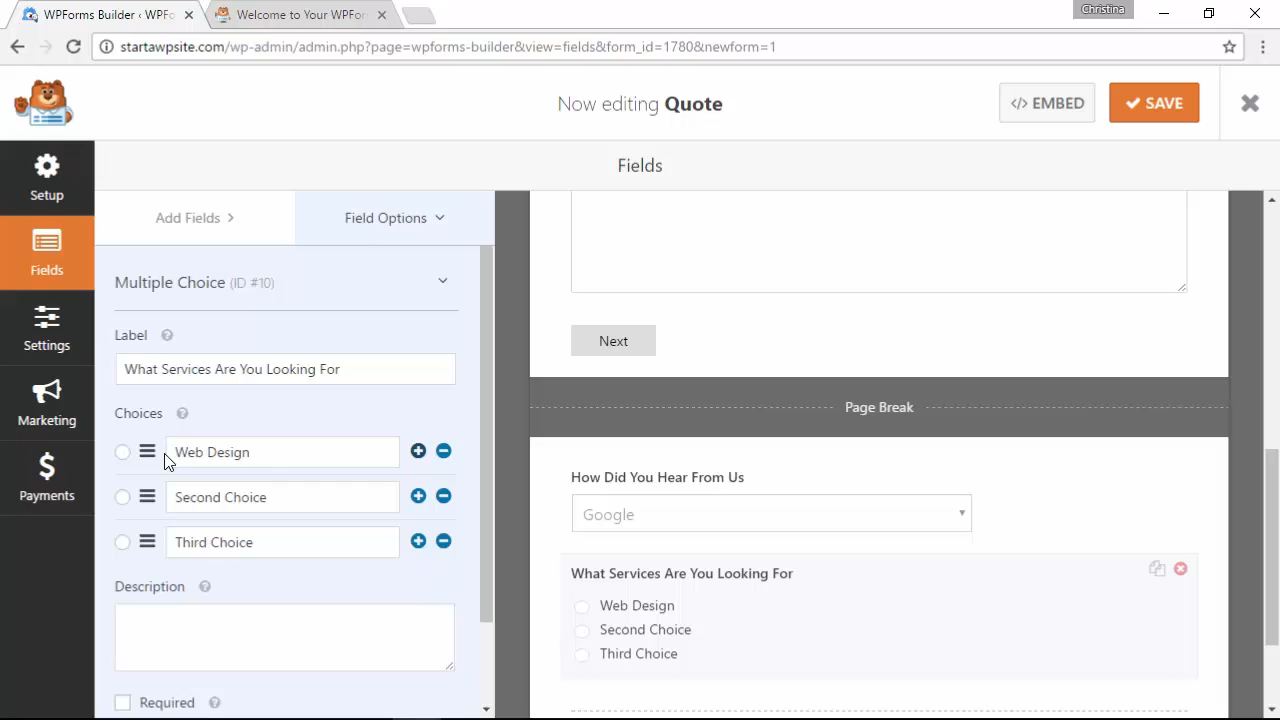 WPForms Builder ‹ WPFo
Welcome to Your WPFor
Christina
startawpsite.com/wp-admin/admin.php?page=wpforms-builder&view=fields&form_id=1780&newform=1
Now editing Quote
</> EMBED
SAVE
Setup
Fields
Settings
Marketing
Payments
Fields
Add Fields
Field Options
Multiple Choice (ID #10)
Label
What Services Are You Looking For
Choices
Web Design
Second Choice
Third Choice
Description
Required
Next
Page Break
How Did You Hear From Us
Google
What Services Are You Looking For
Web Design
Second Choice
Third Choice